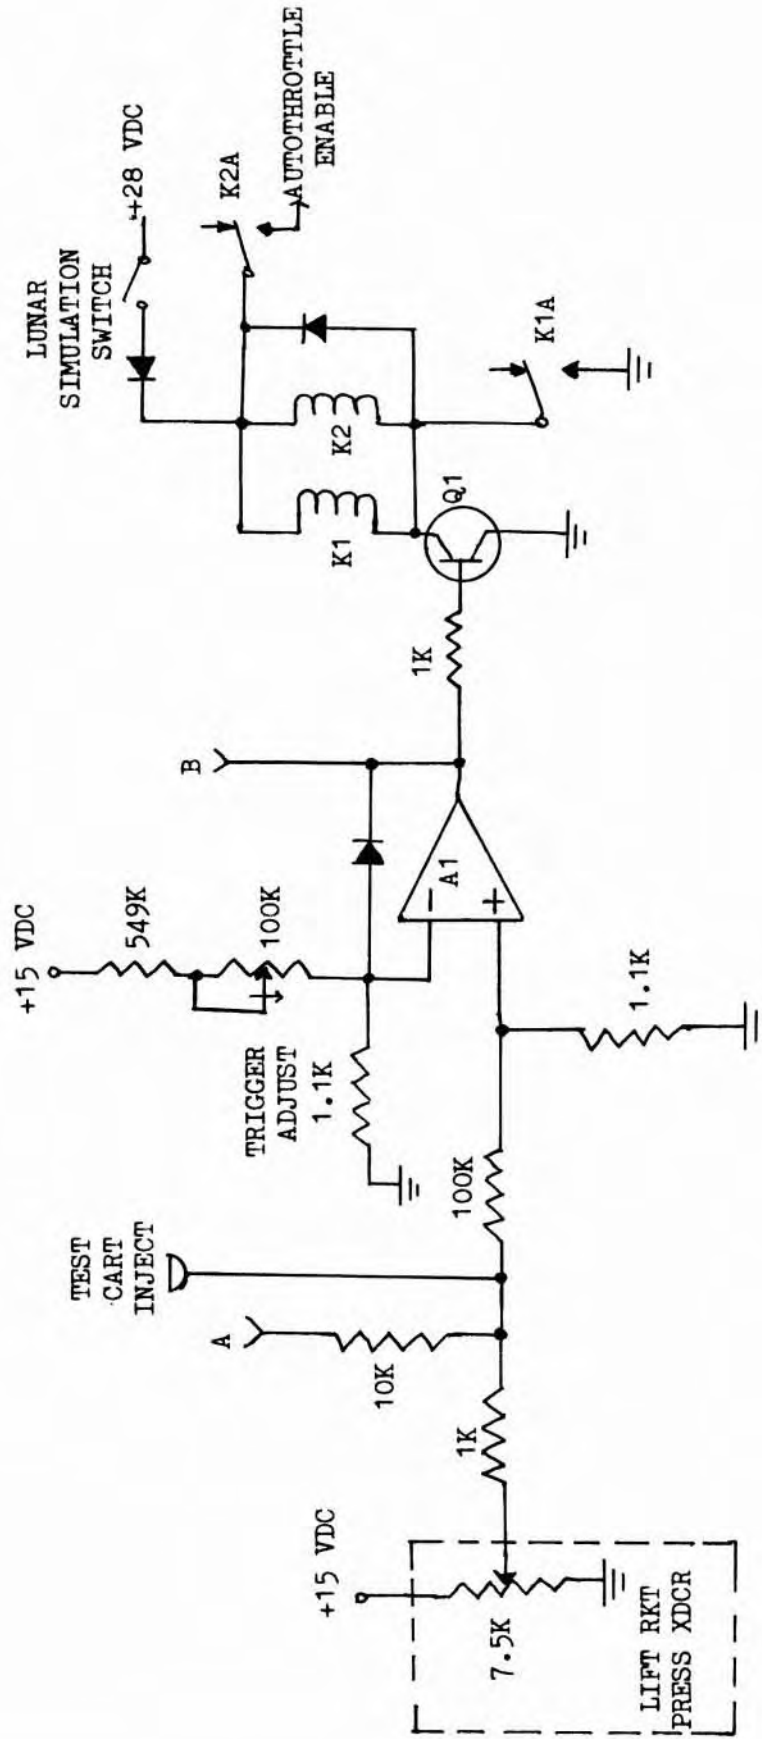 LUNAR
SIMULATION
SWITCH
+28 VDC
K2A
AUTOTHROTTLE
ENABLE
K1
K2
K1A
Q1
1K
B
+15 VDC
549K
100K
TRIGGER
ADJUST
1.1K
A1
−
+
1.1K
100K
TEST
CART
INJECT
A
10K
1K
+15 VDC
7.5K
LIFT RKT
PRESS XDCR